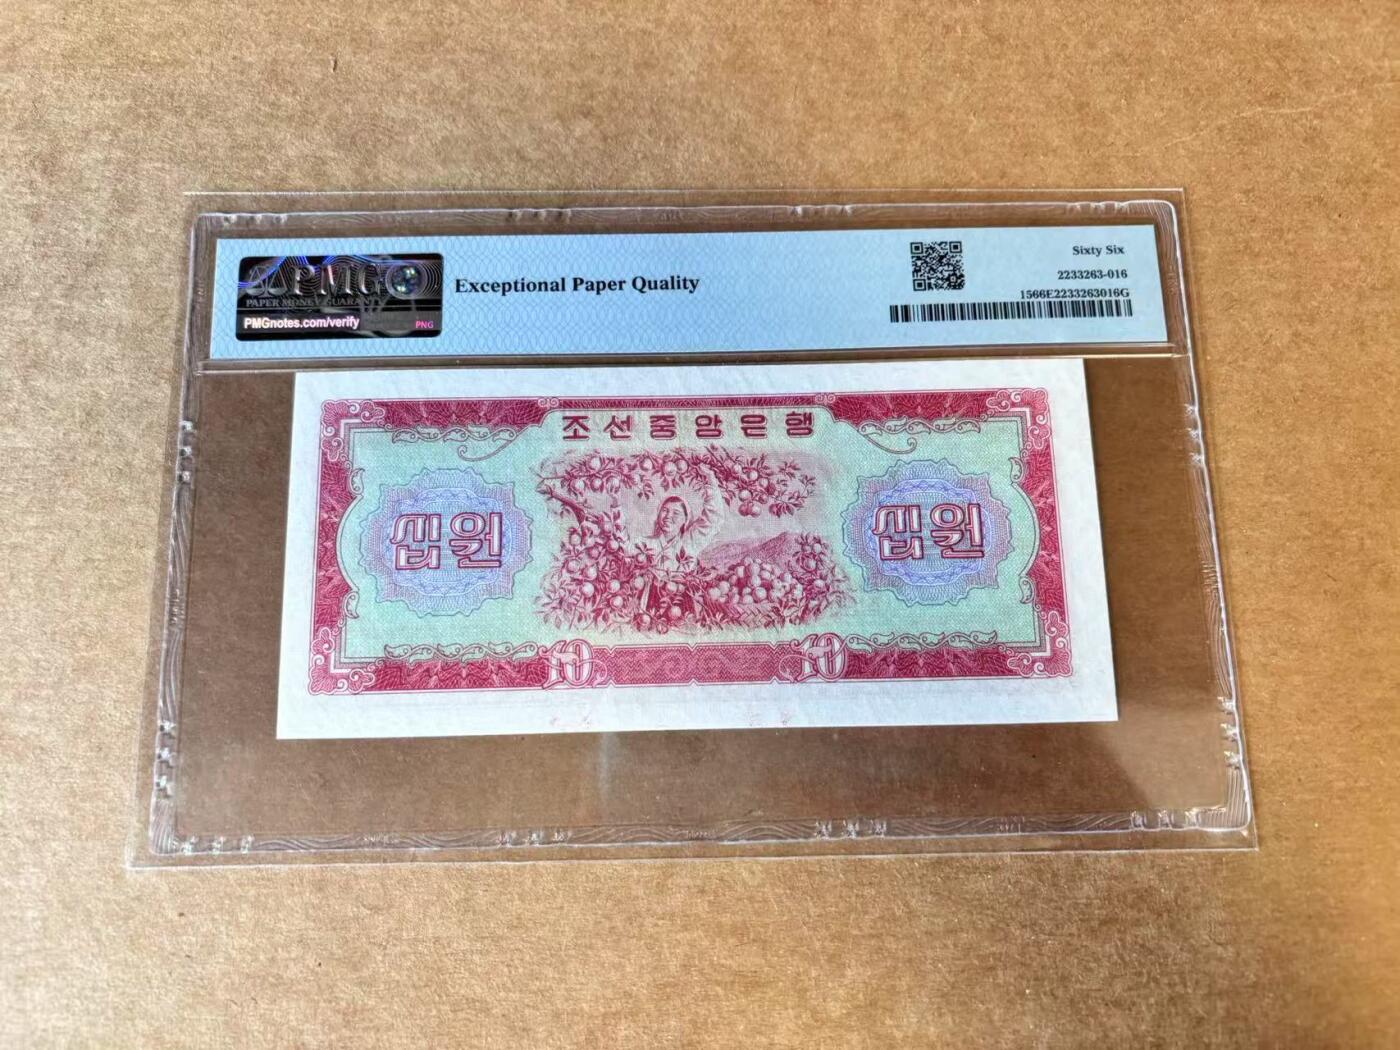 PMG
PAPER MONEY GUARANTY
PMGnotes.com/verify
PNG
Exceptional Paper Quality
Sixty Six
2233263-016
1566E2233263016G
조선중앙은행
십원
십원
10
10